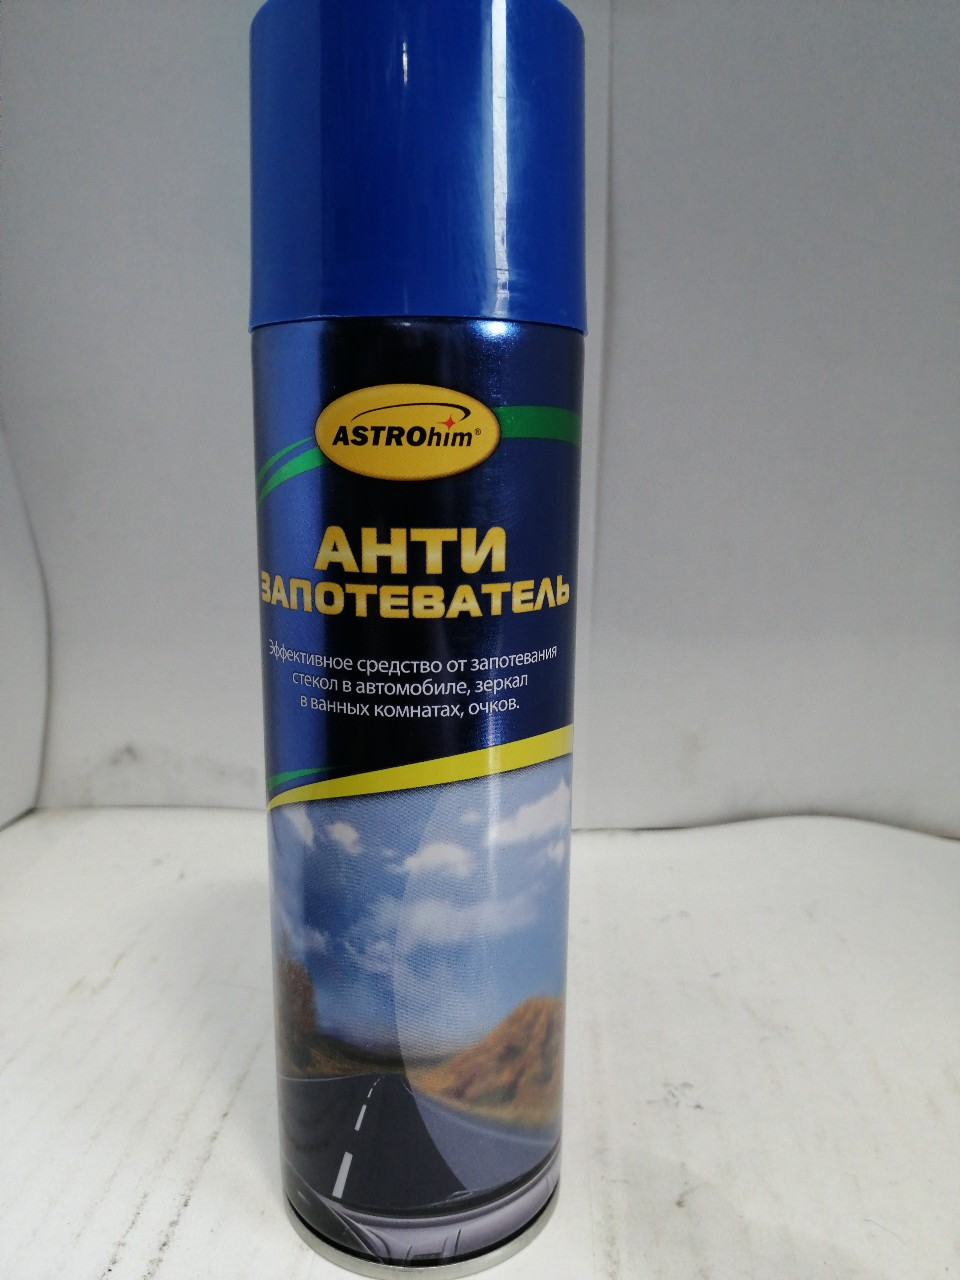 ASTROhim®
АНТИ
ЗАПОТЕВАТЕЛЬ
Эффективное средство от запотевания
стекол в автомобиле, зеркал
в ванных комнатах, очков.